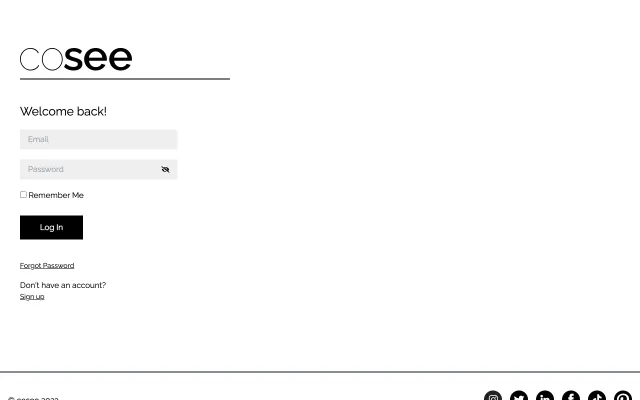 cosee
Welcome back!
Email
Password
Remember Me
Log In
Forgot Password
Don't have an account?
Sign up
© cosee 2023